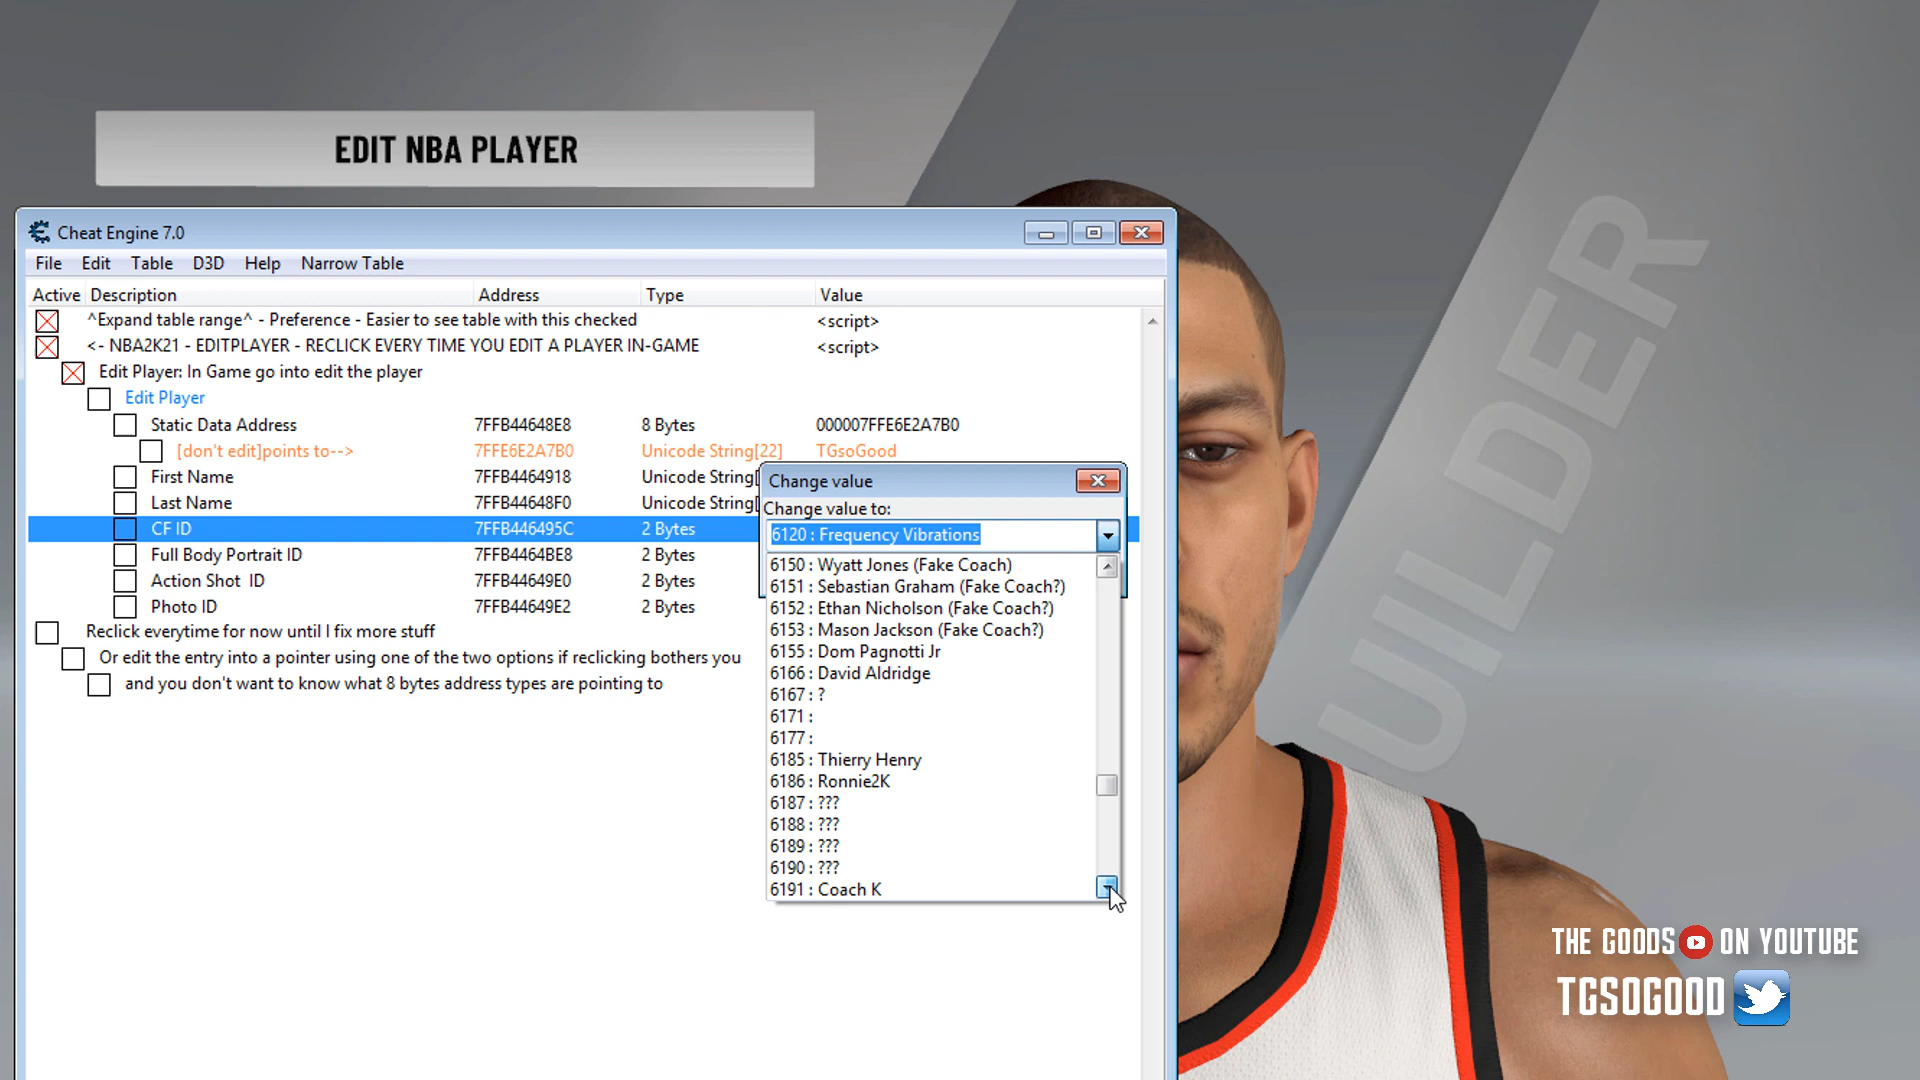 EDIT NBA PLAYER
UILDER
Cheat Engine 7.0
File Edit Table D3D Help Narrow Table
Active Description Address Type Value
^Expand table range^ - Preference - Easier to see table with this checked <script>
<- NBA2K21 - EDITPLAYER - RECLICK EVERY TIME YOU EDIT A PLAYER IN-GAME <script>
Edit Player: In Game go into edit the player
Edit Player
Static Data Address 7FFB44648E8 8 Bytes 000007FFE6E2A7B0
[don't edit]points to--> 7FFE6E2A7B0 Unicode String[22] TGsoGood
First Name 7FFB4464918 Unicode String[
Last Name 7FFB44648F0 Unicode String[
CF ID 7FFB446495C 2 Bytes
Full Body Portrait ID 7FFB4464BE8 2 Bytes
Action Shot ID 7FFB44649E0 2 Bytes
Photo ID 7FFB44649E2 2 Bytes
Reclick everytime for now until I fix more stuff
Or edit the entry into a pointer using one of the two options if reclicking bothers you
and you don't want to know what 8 bytes address types are pointing to
Change value
Change value to:
6120 : Frequency Vibrations
6150 : Wyatt Jones (Fake Coach)
6151 : Sebastian Graham (Fake Coach?)
6152 : Ethan Nicholson (Fake Coach?)
6153 : Mason Jackson (Fake Coach?)
6155 : Dom Pagnotti Jr
6166 : David Aldridge
6167 : ?
6171 :
6177 :
6185 : Thierry Henry
6186 : Ronnie2K
6187 : ???
6188 : ???
6189 : ???
6190 : ???
6191 : Coach K
THE GOODS ON YOUTUBE
TGSOGOOD